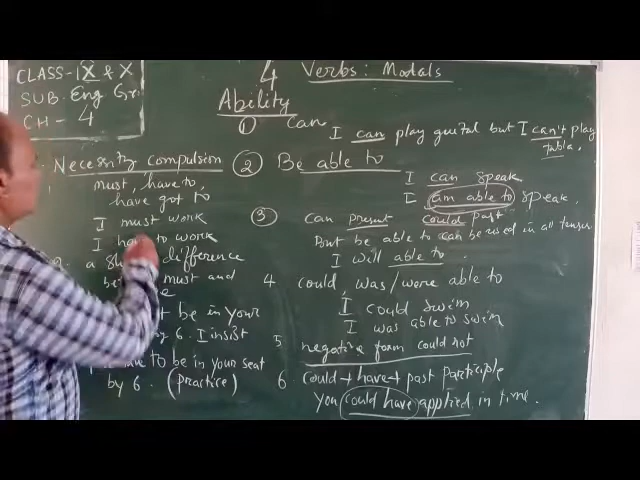 CLASS-IX & X
SUB. Eng Gr.
CH- 4
4 Verbs: Modals
Ability
① can
I can play guital but I can't play
tabla.
② Be able to
I can speak
I am able to speak.
③ can present could past
But be able to can be used in all tenses
I will able to .
4 could, was/were able to
I could swim
I was able to swim
5 negative form could not
6. could + have + past participle
You could have applied in time.
Necessity compulsion
must, have to,
have got to
I must work
I have to work
a difference
must and
be in your
by 6. I insist
to be in your seat
by 6. (practice)